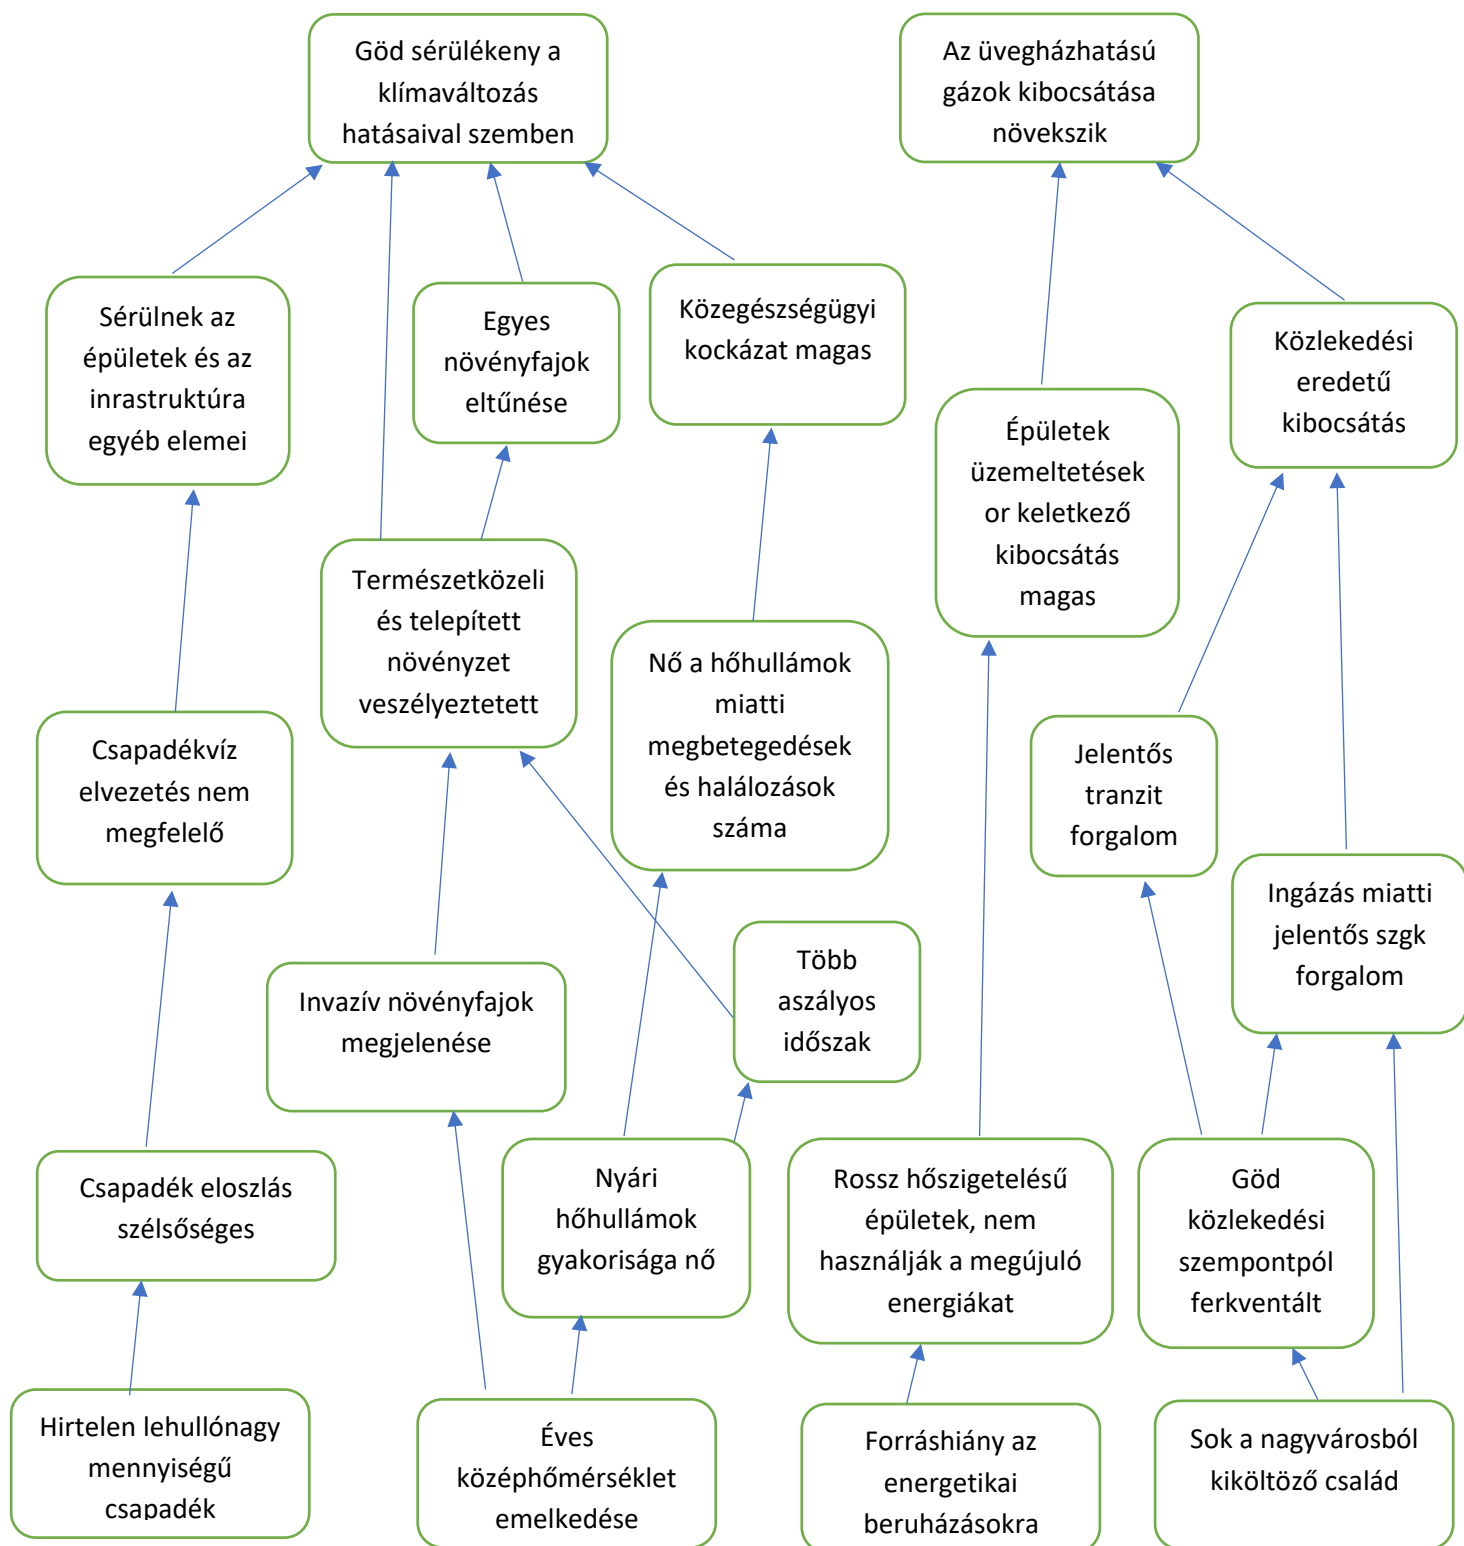 Göd sérülékeny a
klímaváltozás
hatásaival szemben
Az üvegházhatású
gázok kibocsátása
növekszik
Sérülnek az
épületek és az
inrastruktúra
egyéb elemei
Egyes
növényfajok
eltűnése
Közegészségügyi
kockázat magas
Közlekedési
eredetű
kibocsátás
Épületek
üzemeltetések
or keletkező
kibocsátás
magas
Természetközeli
és telepített
növényzet
veszélyeztetett
Nő a hőhullámok
miatti
megbetegedések
és halálozások
száma
Csapadékvíz
elvezetés nem
megfelelő
Jelentős
tranzit
forgalom
Ingázás miatti
jelentős szgk
forgalom
Invazív növényfajok
megjelenése
Több
aszályos
időszak
Csapadék eloszlás
szélsőséges
Nyári
hőhullámok
gyakorisága nő
Rossz hőszigetelésű
épületek, nem
használják a megújuló
energiákat
Göd
közlekedési
szempontpól
ferkventált
Hirtelen lehullónagy
mennyiségű
csapadék
Éves
középhőmérséklet
emelkedése
Forráshiány az
energetikai
beruházásokra
Sok a nagyvárosból
kiköltöző család